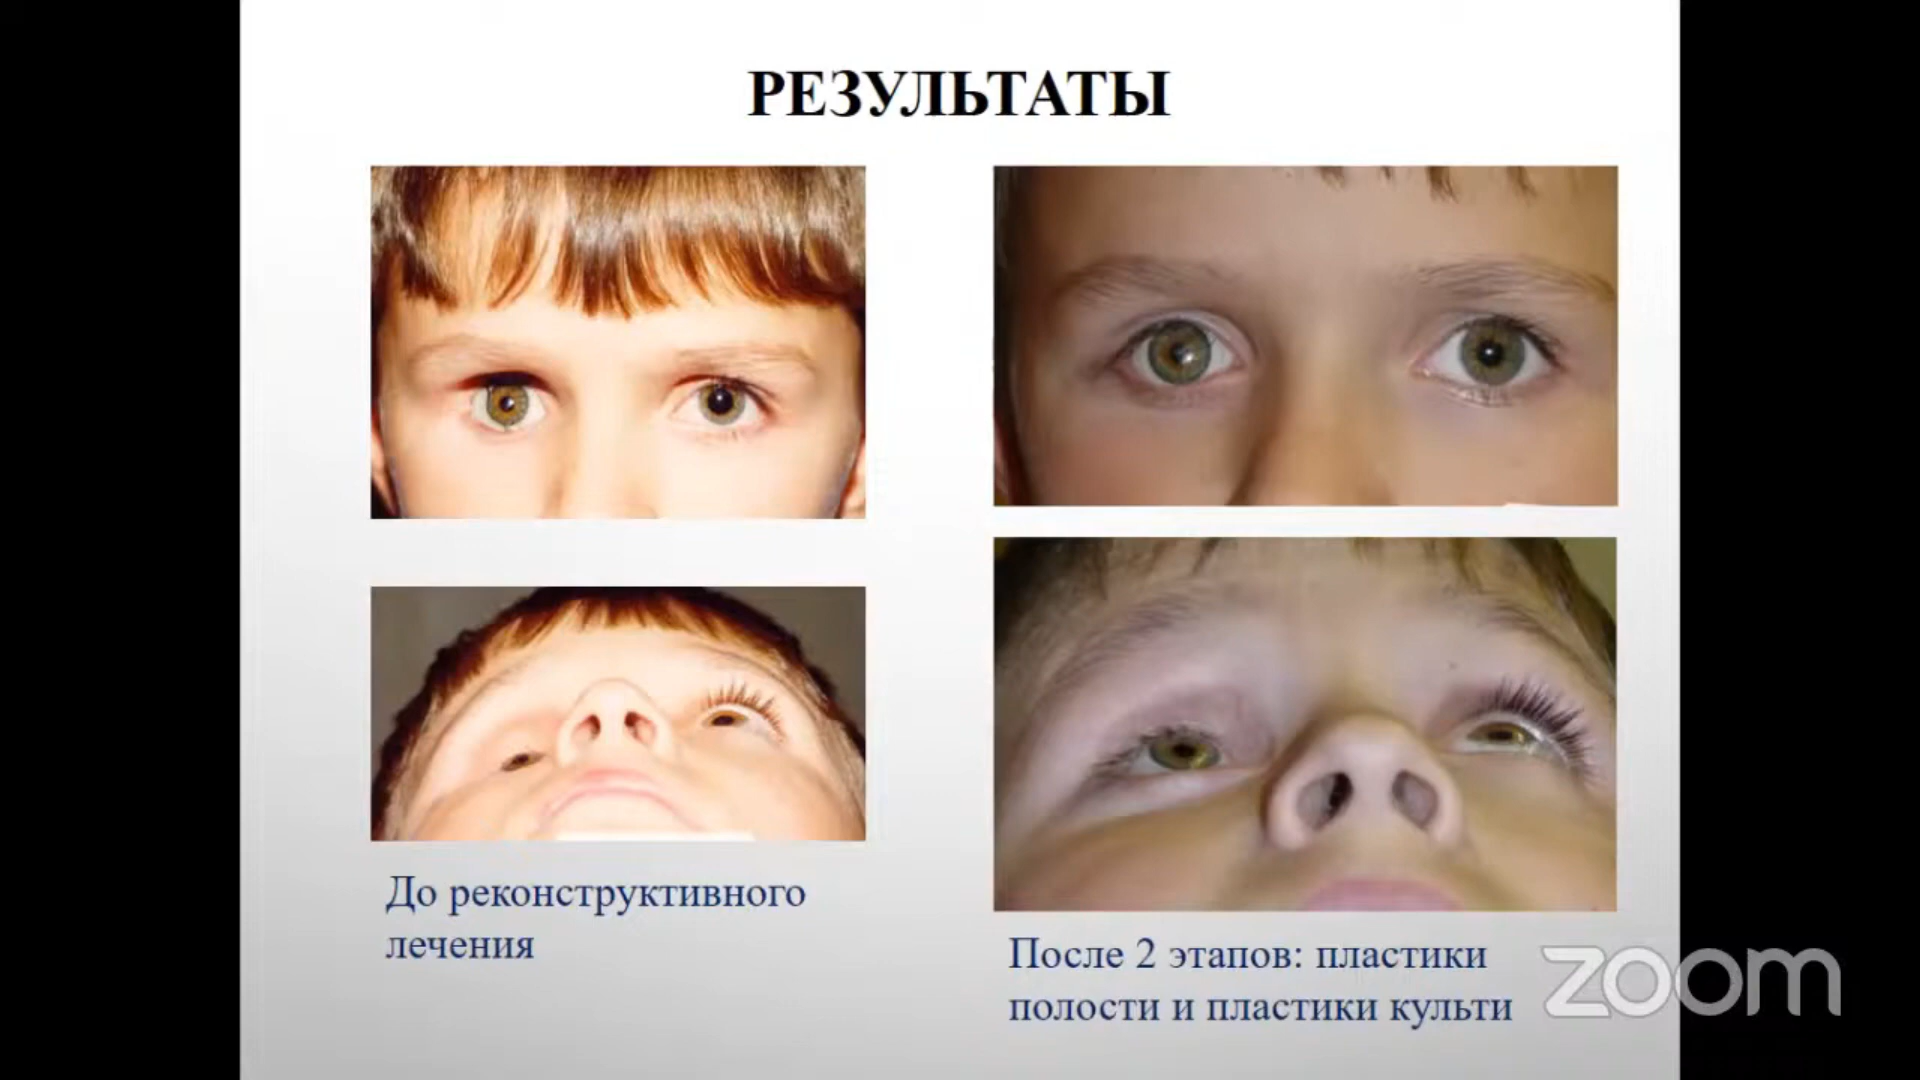 РЕЗУЛЬТАТЫ
До реконструктивного
лечения
После 2 этапов: пластики
полости и пластики культи
zoom